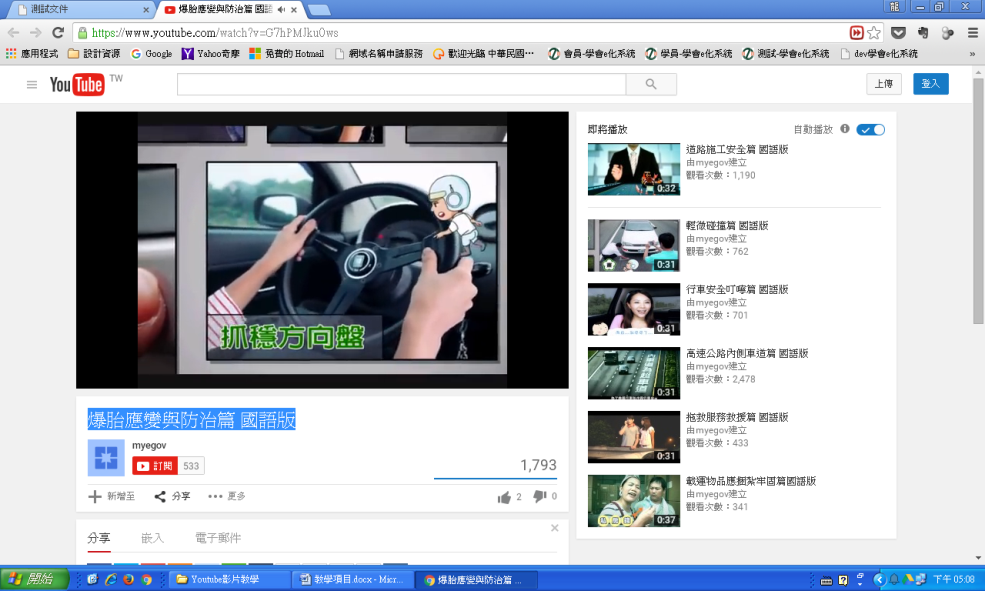 測試文件
爆胎應變與防治篇 國語
https://www.youtube.com/watch?v=G7hPMJku0ws
應用程式
設計資源
Google
Yahoo奇摩
免費的 Hotmail
網域名稱申請服務
歡迎光臨 中華民國…
會員-學會e化系統
學員-學會e化系統
測試-學會e化系統
dev學會e化系統
»
YouTube TW
上傳
登入
抓穩方向盤
即將播放
自動播放
道路施工安全篇 國語版
由myegov建立
觀看次數：1,190
0:32
輕微碰撞篇 國語版
由myegov建立
觀看次數：762
0:31
行車安全叮嚀篇 國語版
由myegov建立
觀看次數：701
0:31
高速公路內側車道篇 國語版
由myegov建立
觀看次數：2,478
0:31
拖救服務救援篇 國語版
由myegov建立
觀看次數：433
0:31
載運物品應捆紮牢固篇國語版
由myegov建立
觀看次數：341
0:37
爆胎應變與防治篇 國語版
myegov
訂閱 533
1,793
新增至
分享
更多
2
0
分享
嵌入
電子郵件
開始
Youtube影片教學
教學項目.docx - Micr...
爆胎應變與防治篇 ...
下午 05:08